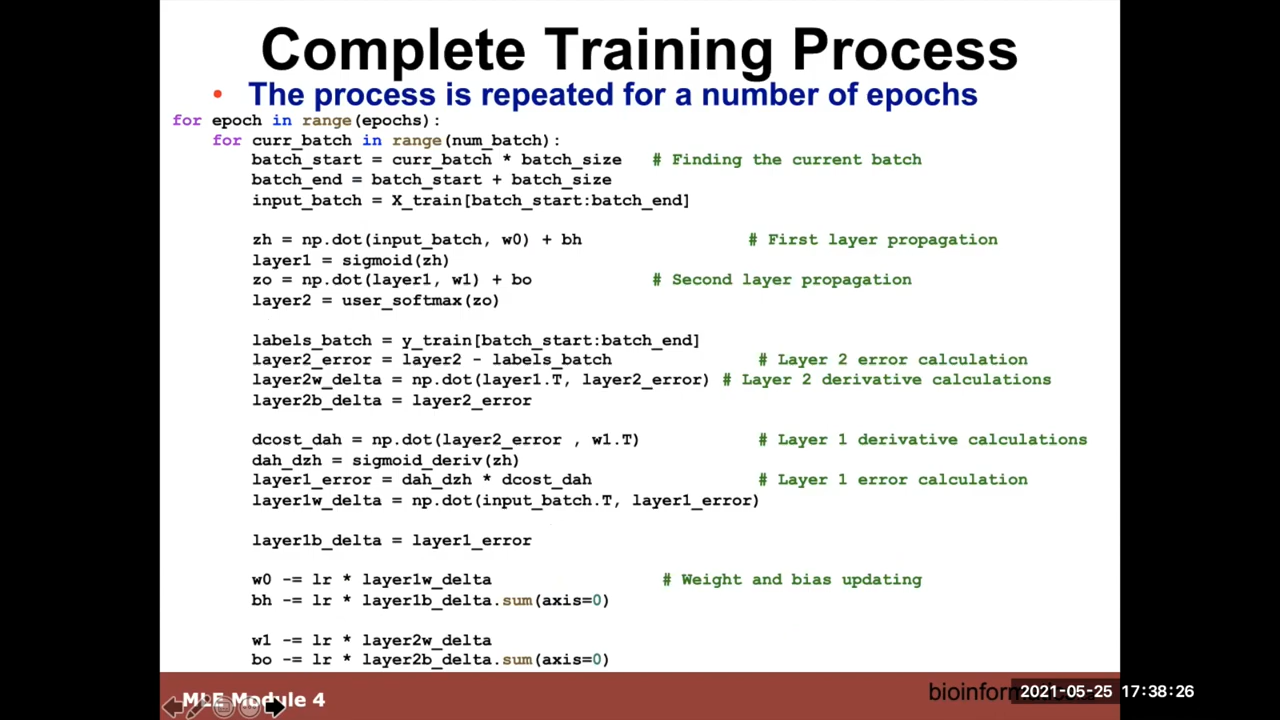 Complete Training Process
• The process is repeated for a number of epochs
for epoch in range(epochs):
for curr_batch in range(num_batch):
batch_start = curr_batch * batch_size # Finding the current batch
batch_end = batch_start + batch_size
input_batch = X_train[batch_start:batch_end]
zh = np.dot(input_batch, w0) + bh # First layer propagation
layer1 = sigmoid(zh)
zo = np.dot(layer1, w1) + bo # Second layer propagation
layer2 = user_softmax(zo)
labels_batch = y_train[batch_start:batch_end]
layer2_error = layer2 - labels_batch # Layer 2 error calculation
layer2w_delta = np.dot(layer1.T, layer2_error) # Layer 2 derivative calculations
layer2b_delta = layer2_error
dcost_dah = np.dot(layer2_error , w1.T) # Layer 1 derivative calculations
dah_dzh = sigmoid_deriv(zh)
layer1_error = dah_dzh * dcost_dah # Layer 1 error calculation
layer1w_delta = np.dot(input_batch.T, layer1_error)
layer1b_delta = layer1_error
w0 -= lr * layer1w_delta # Weight and bias updating
bh -= lr * layer1b_delta.sum(axis=0)
w1 -= lr * layer2w_delta
bo -= lr * layer2b_delta.sum(axis=0)
MLE Module 4
2021-05-25 17:38:26